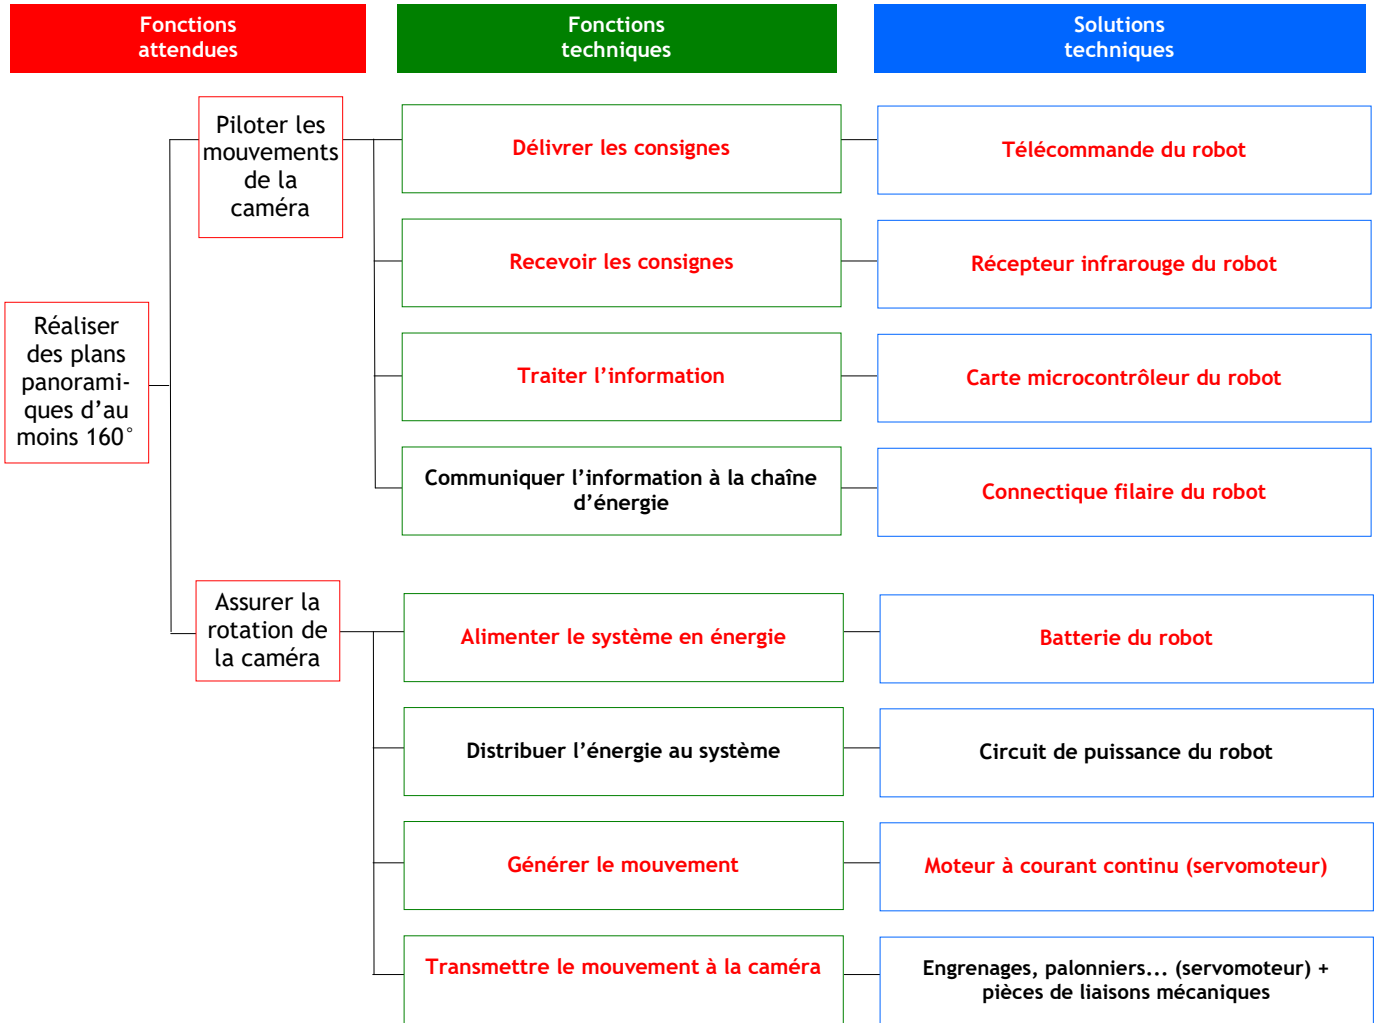 Fonctions
attendues
Fonctions
techniques
Solutions
techniques
Réaliser
des plans
panorami-
ques d’au
moins 160°
Piloter les
mouvements
de la
caméra
Délivrer les consignes
Télécommande du robot
Recevoir les consignes
Récepteur infrarouge du robot
Traiter l’information
Carte microcontrôleur du robot
Communiquer l’information à la chaîne
d’énergie
Connectique filaire du robot
Assurer la
rotation de
la caméra
Alimenter le système en énergie
Batterie du robot
Distribuer l’énergie au système
Circuit de puissance du robot
Générer le mouvement
Moteur à courant continu (servomoteur)
Transmettre le mouvement à la caméra
Engrenages, palonniers... (servomoteur) +
pièces de liaisons mécaniques